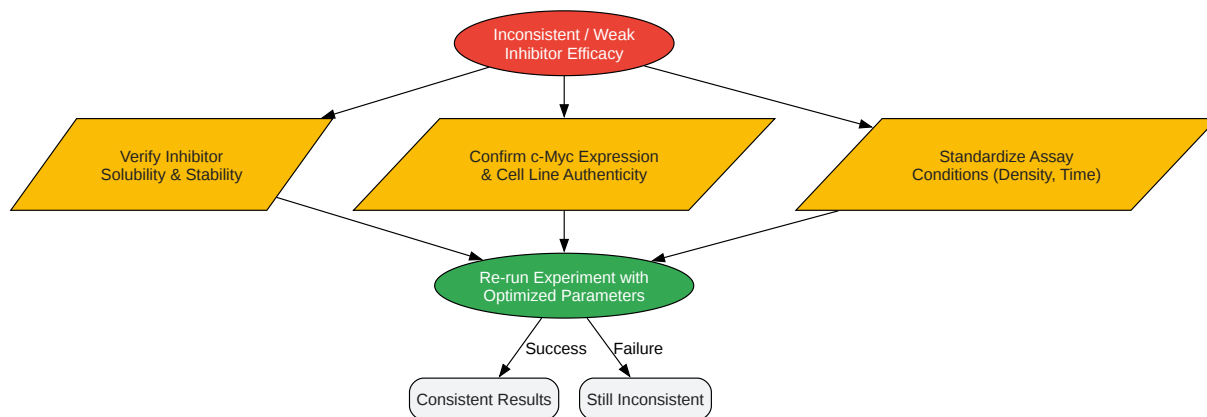 Inconsistent / Weak
Inhibitor Efficacy
Verify Inhibitor
Solubility & Stability
Confirm c-Myc Expression
& Cell Line Authenticity
Standardize Assay
Conditions (Density, Time)
Re-run Experiment with
Optimized Parameters
Success
Failure
Consistent Results
Still Inconsistent